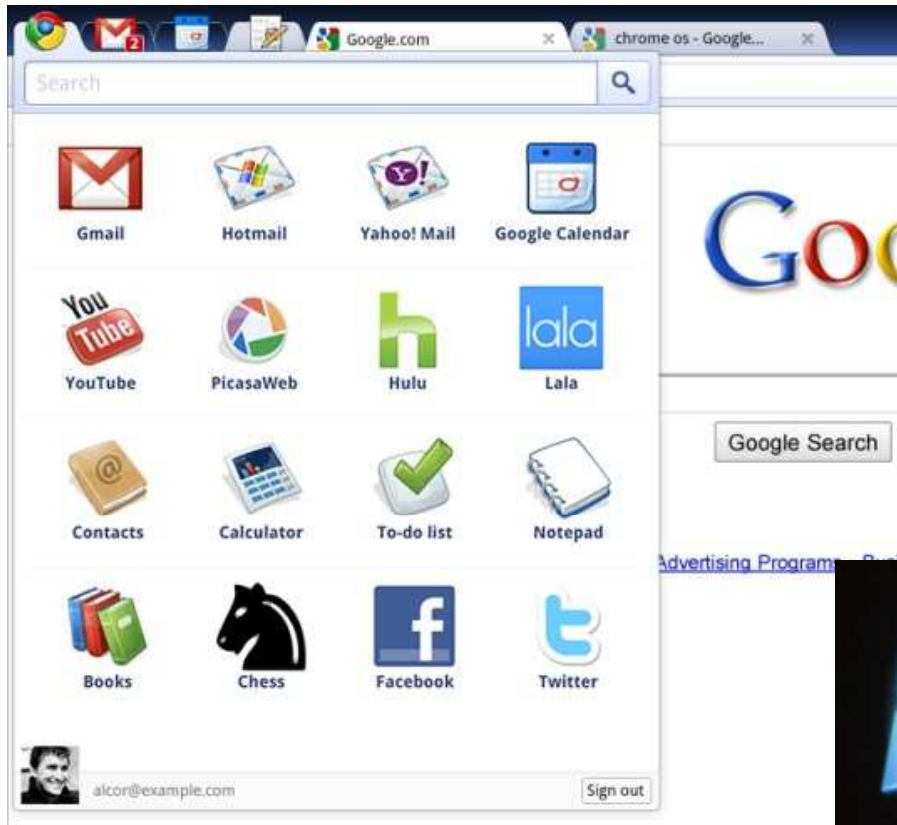 2
Google.com
chrome os - Google...
Search
Gmail
Hotmail
Yahoo! Mail
Google Calendar
You
Tube
lala
YouTube
PicasaWeb
Hulu
Lala
Google Search
Contacts
Calculator
To-do list
Notepad
Advertising Programs
Books
Chess
Facebook
Twitter
alcor@example.com
Sign out